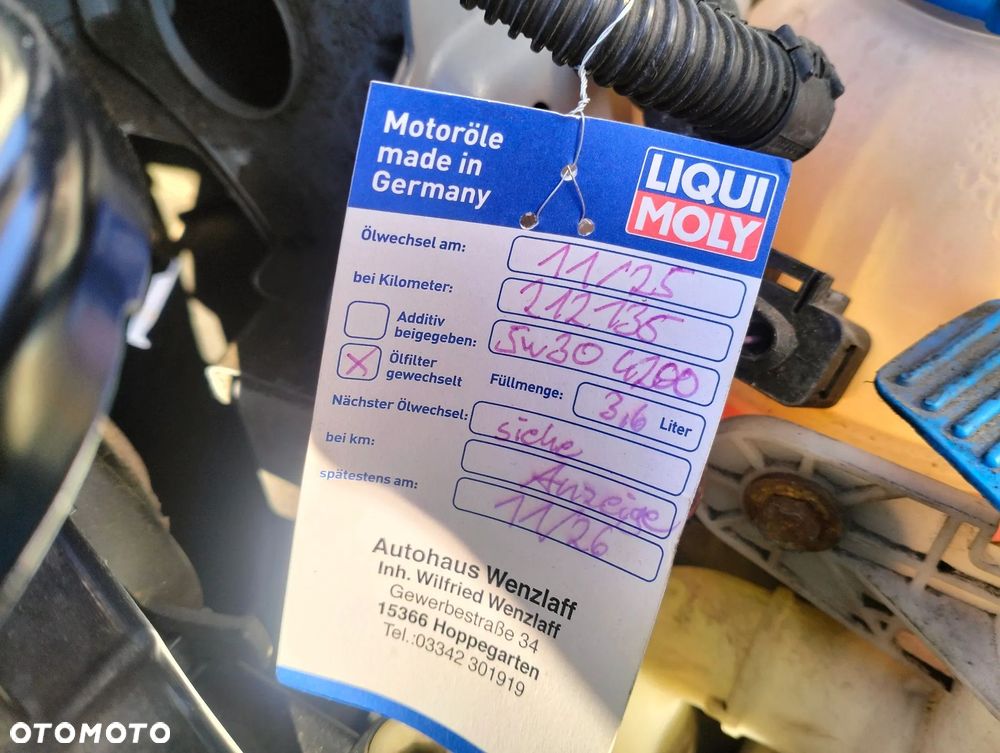 Motoröle
made in
Germany
LIQUI
MOLY
Ölwechsel am: 11/25
bei Kilometer: 212135
Additiv
beigegeben: 5w30 4200
Ölfilter
gewechselt
Füllmenge: 3,6 Liter
Nächster Ölwechsel: siche
bei km: Anzeige
spätestens am: 11/26
Autohaus Wenzlaff
Inh. Wilfried Wenzlaff
Gewerbestraße 34
15366 Hoppegarten
Tel.:03342 301919
OTOMOTO